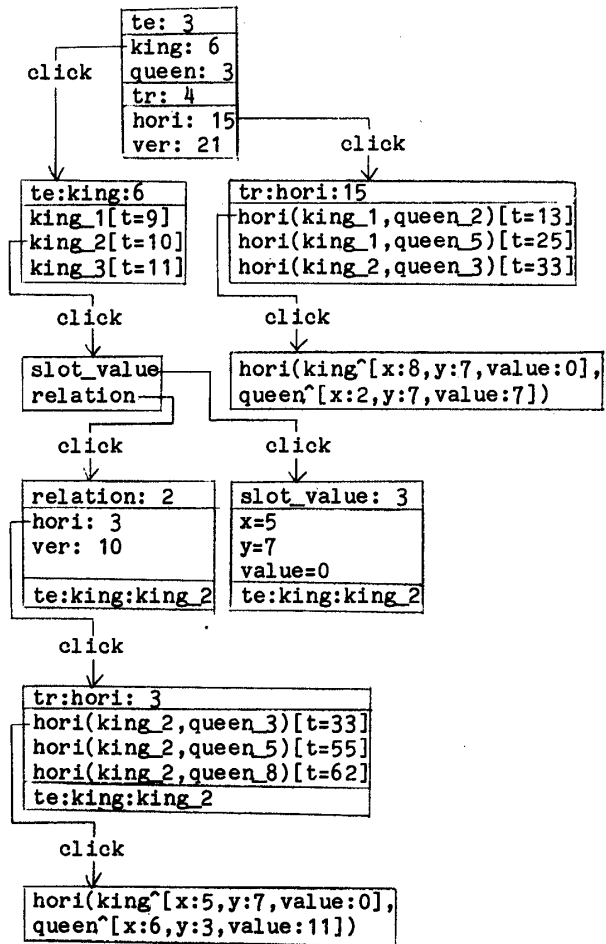 te: 3
king: 6
queen: 3
tr: 4
hori: 15
ver: 21
click
click
te:king:6
king_1[t=9]
king_2[t=10]
king_3[t=11]
tr:hori:15
hori(king_1,queen_2)[t=13]
hori(king_1,queen_5)[t=25]
hori(king_2,queen_3)[t=33]
click
click
slot_value
relation
hori(king^[x:8,y:7,value:0],
queen^[x:2,y:7,value:7])
click
click
relation: 2
hori: 3
ver: 10
te:king:king_2
slot_value: 3
x=5
y=7
value=0
te:king:king_2
click
tr:hori: 3
hori(king_2,queen_3)[t=33]
hori(king_2,queen_5)[t=55]
hori(king_2,queen_8)[t=62]
te:king:king_2
click
hori(king^[x:5,y:7,value:0],
queen^[x:6,y:3,value:11])